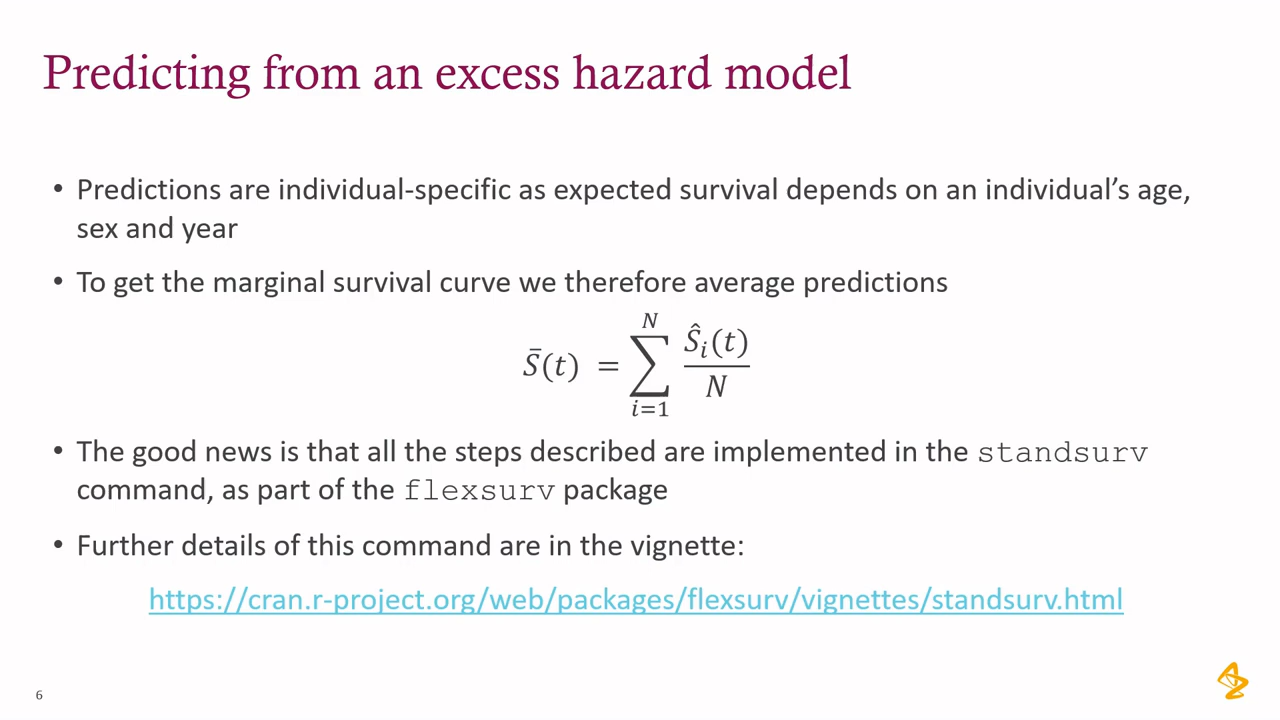 Predicting from an excess hazard model
• Predictions are individual-specific as expected survival depends on an individual’s age,
sex and year
• To get the marginal survival curve we therefore average predictions
S̄(t) = ∑_{i=1}^{N} Ŝ_i(t)/N
• The good news is that all the steps described are implemented in the standsurv
command, as part of the flexsurv package
• Further details of this command are in the vignette:
https://cran.r-project.org/web/packages/flexsurv/vignettes/standsurv.html
6